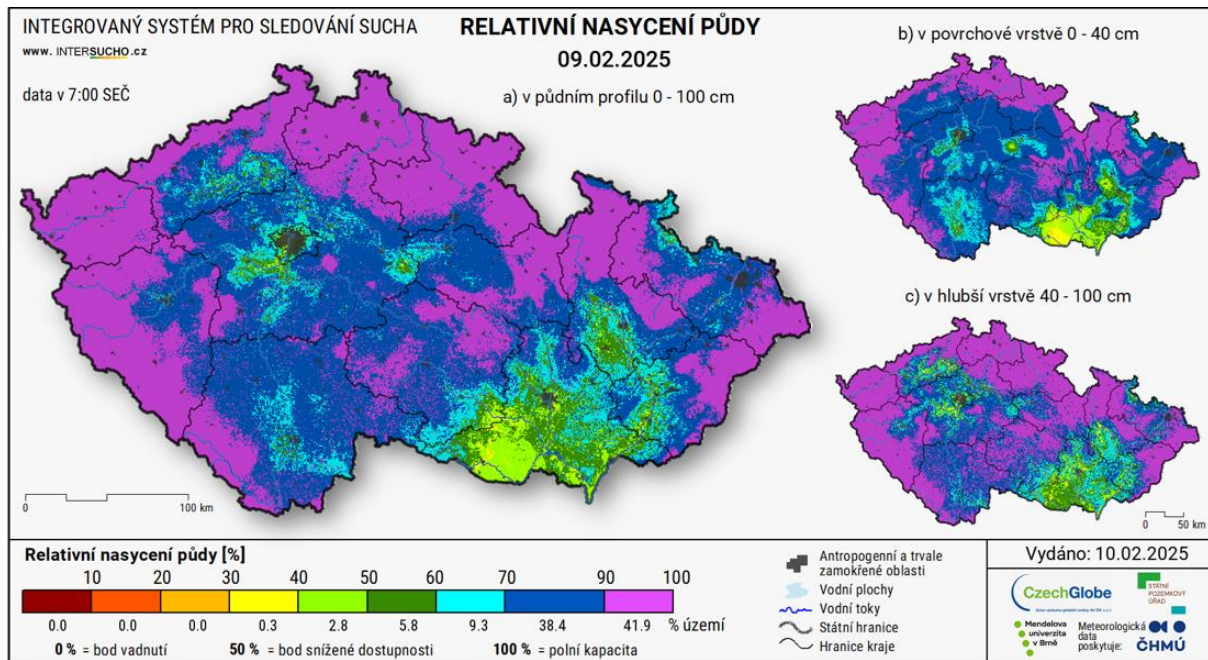 INTEGROVANÝ SYSTÉM PRO SLEDOVÁNÍ SUCHA
www. INTERSUCHO.cz
data v 7:00 SEČ
RELATIVNÍ NASYCENÍ PŮDY
09.02.2025
a) v půdním profilu 0 - 100 cm
b) v povrchové vrstvě 0 - 40 cm
c) v hlubší vrstvě 40 - 100 cm
0 100 km
0 50 km
Relativní nasycení půdy [%]
10 20 30 40 50 60 70 90 100
0.0 0.0 0.0 0.3 2.8 5.8 9.3 38.4 41.9 % území
0 % = bod vadnutí 50 % = bod snížené dostupnosti 100 % = polní kapacita
Antropogenní a trvale
zamokřené oblasti
Vodní plochy
Vodní toky
Státní hranice
Hranice kraje
Vydáno: 10.02.2025
CzechGlobe
STÁTNÍ
POZEMKOVÝ
ÚŘAD
Mendelova
univerzita
v Brně
Meteorologická
data
poskytuje:
ČHMÚ